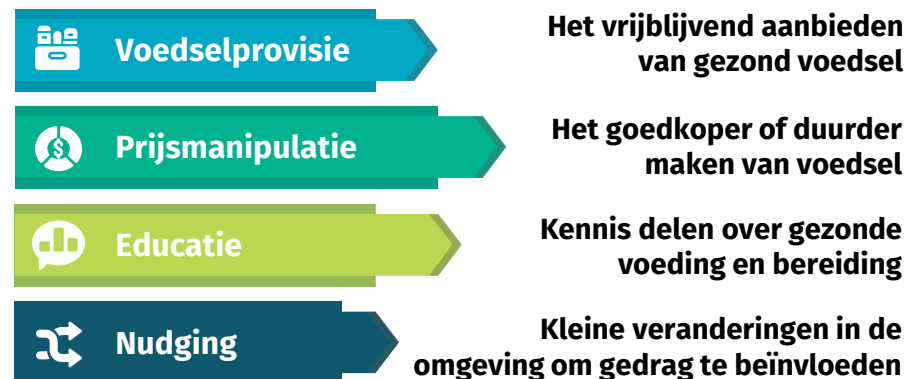 Voedselprovisie
Het vrijblijvend aanbieden
van gezond voedsel
Prijsmanipulatie
Het goedkoper of duurder
maken van voedsel
Educatie
Kennis delen over gezonde
voeding en bereiding
Nudging
Kleine veranderingen in de
omgeving om gedrag te beïnvloeden